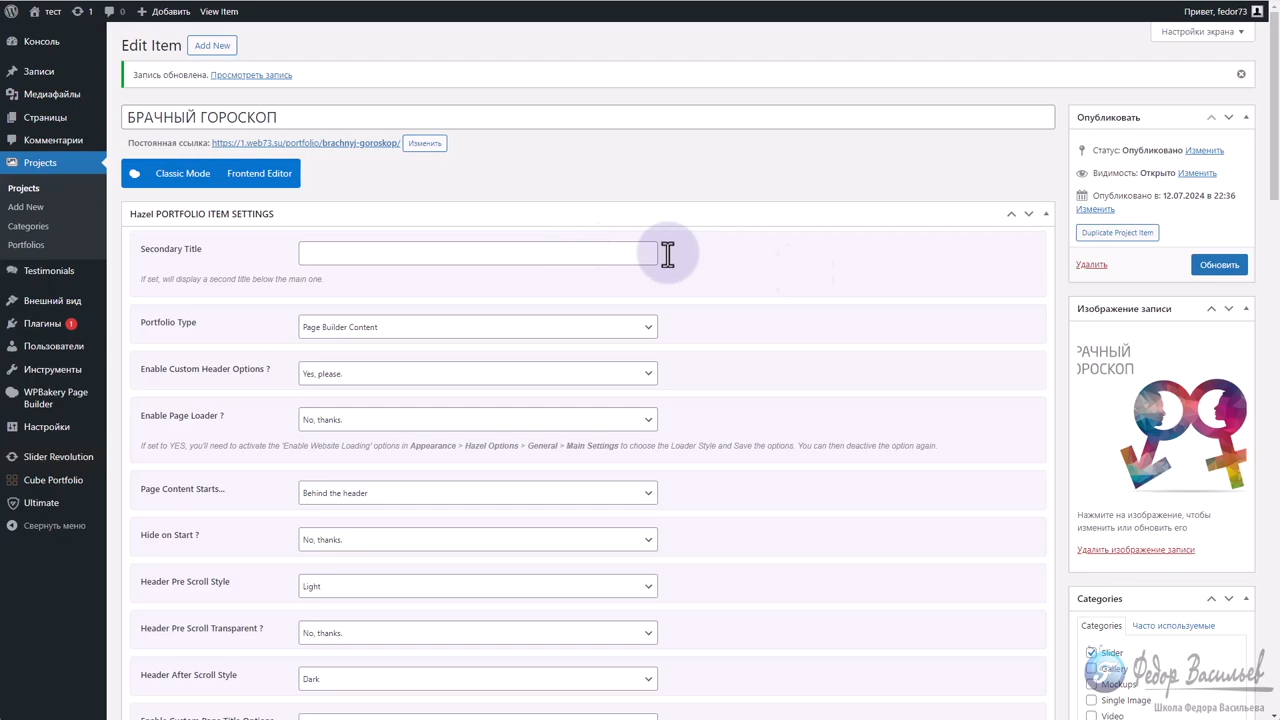 тест
1
0
Добавить
View Item
Привет, fedor73
Консоль
Записи
Медиафайлы
Страницы
Комментарии
Projects
Projects
Add New
Categories
Portfolios
Testimonials
Внешний вид
Плагины 1
Пользователи
Инструменты
WPBakery Page
Builder
Настройки
Slider Revolution
Cube Portfolio
Ultimate
Свернуть меню
Настройки экрана
Edit Item
Add New
Запись обновлена. Просмотреть запись
БРАЧНЫЙ ГОРОСКОП
Постоянная ссылка: https://1.web73.su/portfolio/brachnyj-goroskop/ Изменить
Classic Mode
Frontend Editor
Hazel PORTFOLIO ITEM SETTINGS
Secondary Title
If set, will display a second title below the main one.
Portfolio Type
Page Builder Content
Enable Custom Header Options ?
Yes, please.
Enable Page Loader ?
No, thanks.
If set to YES, you'll need to activate the 'Enable Website Loading' options in Appearance > Hazel Options > General > Main Settings to choose the Loader Style and Save the options. You can then deactive the option again.
Page Content Starts...
Behind the header
Hide on Start ?
No, thanks.
Header Pre Scroll Style
Light
Header Pre Scroll Transparent ?
No, thanks.
Header After Scroll Style
Dark
Enable Custom Page Title Options
Опубликовать
Статус: Опубликовано Изменить
Видимость: Открыто Изменить
Опубликовано в: 12.07.2024 в 22:36
Изменить
Duplicate Project Item
Удалить
Обновить
Изображение записи
РАЧНЫЙ
ОРОСКОП
Нажмите на изображение, чтобы
изменить или обновить его
Удалить изображение записи
Categories
Categories
Часто используемые
Slider
Gallery
Mockups
Single Image
Video
Федор Васильев
Школа Федора Васильева